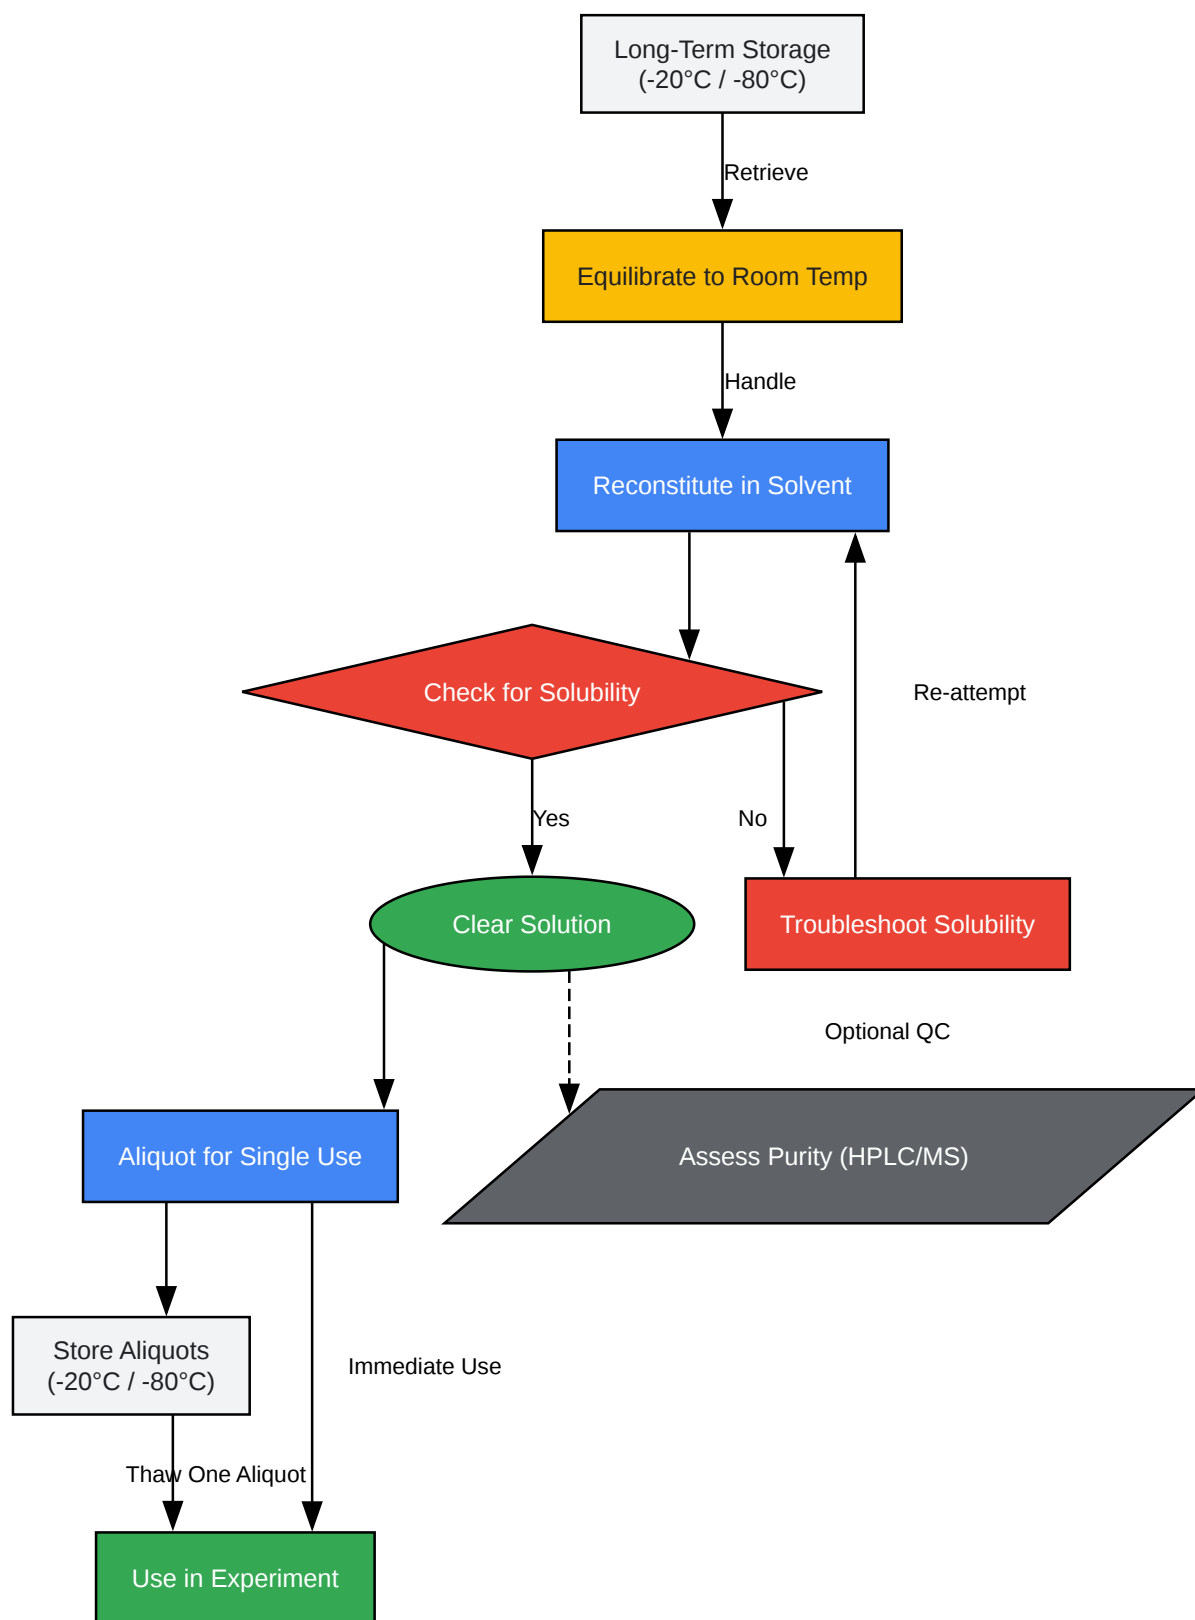 Long-Term Storage
(-20°C / -80°C)
Retrieve
Equilibrate to Room Temp
Handle
Reconstitute in Solvent
Check for Solubility
Re-attempt
Yes
No
Clear Solution
Troubleshoot Solubility
Optional QC
Aliquot for Single Use
Assess Purity (HPLC/MS)
Store Aliquots
(-20°C / -80°C)
Immediate Use
Thaw One Aliquot
Use in Experiment